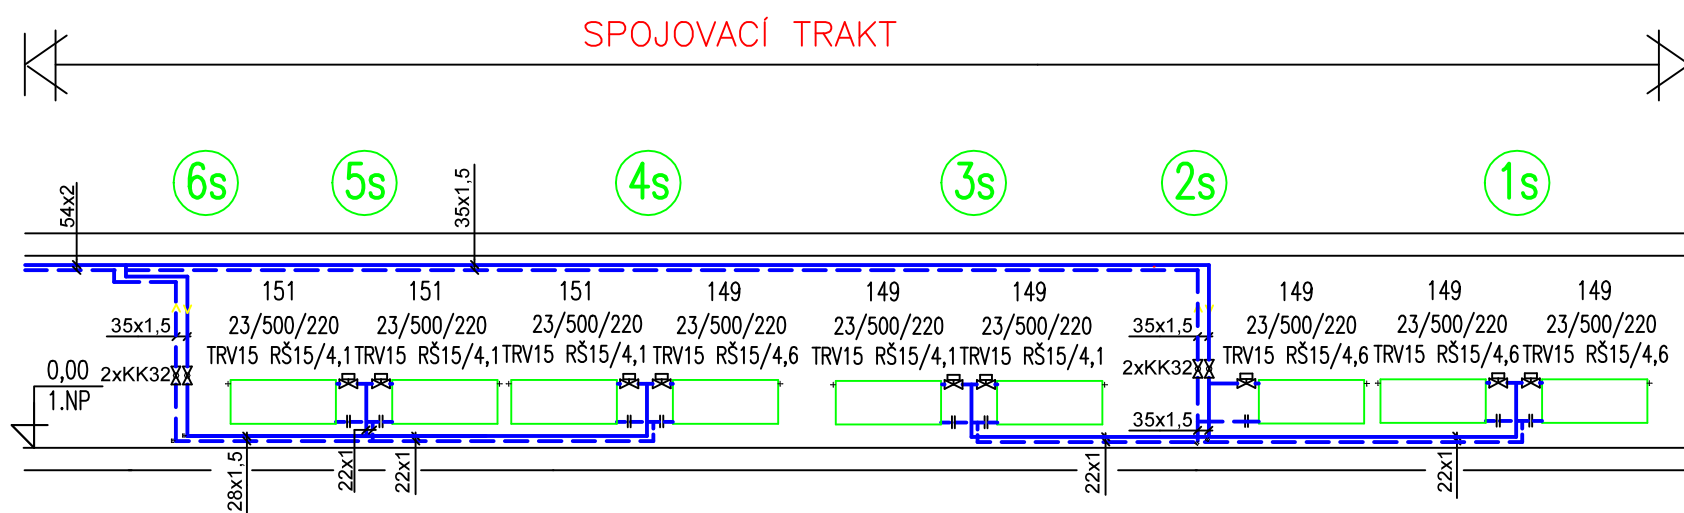 SPOJOVACÍ TRAKT
6s
5s
4s
3s
2s
1s
54x2
35x1,5
151
151
151
149
149
149
149
149
149
23/500/220
23/500/220
23/500/220
23/500/220
23/500/220
23/500/220
23/500/220
23/500/220
23/500/220
35x1,5
35x1,5
TRV15 RŠ15/4,1
TRV15 RŠ15/4,1
TRV15 RŠ15/4,1
TRV15 RŠ15/4,6
TRV15 RŠ15/4,1
TRV15 RŠ15/4,1
TRV15 RŠ15/4,6
TRV15 RŠ15/4,6
TRV15 RŠ15/4,6
0,00
1.NP
2xKK32
2xKK32
35x1,5
28x1,5
22x1
22x1
22x1
22x1